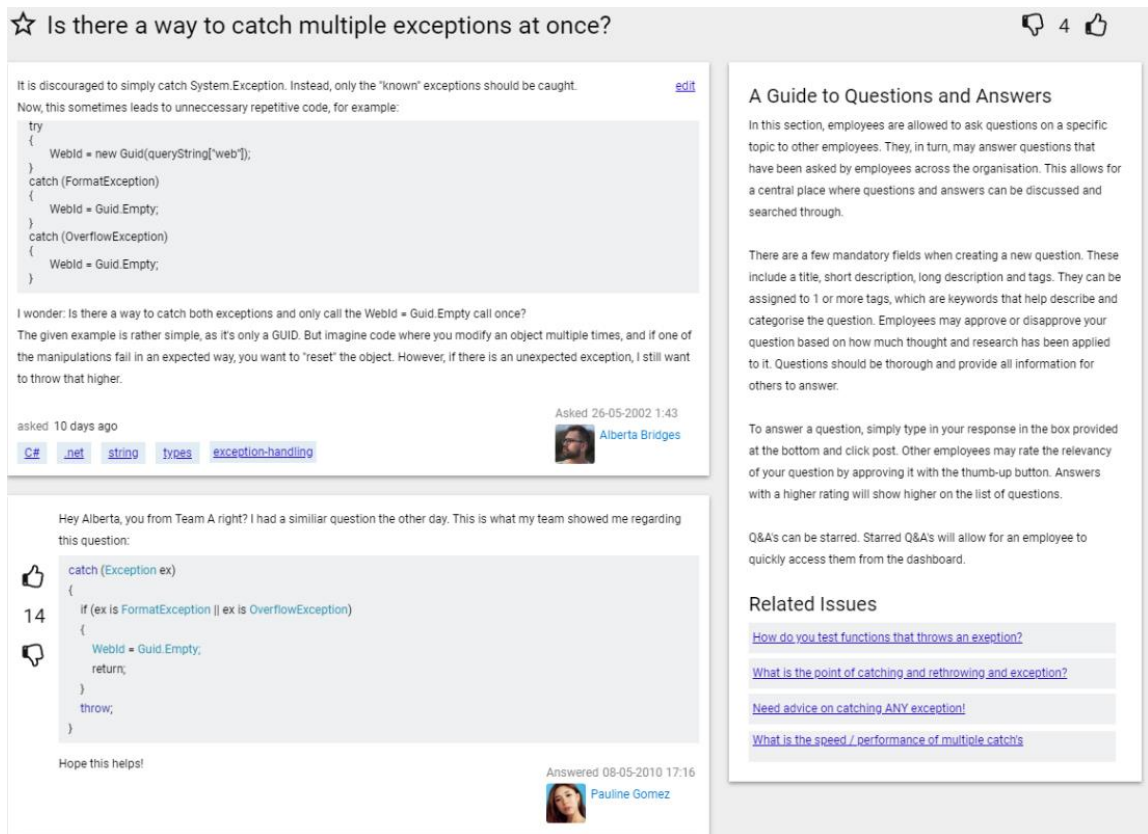 Is there a way to catch multiple exceptions at once?
4
It is discouraged to simply catch System.Exception. Instead, only the "known" exceptions should be caught.
edit
Now, this sometimes leads to unneccessary repetitive code, for example:
try
{
WebId = new Guid(queryString["web"]);
}
catch (FormatException)
{
WebId = Guid.Empty;
}
catch (OverflowException)
{
WebId = Guid.Empty;
}
I wonder: Is there a way to catch both exceptions and only call the WebId = Guid.Empty call once?
The given example is rather simple, as it's only a GUID. But imagine code where you modify an object multiple times, and if one of
the manipulations fail in an expected way, you want to "reset" the object. However, if there is an unexpected exception, I still want
to throw that higher.
asked 10 days ago
Asked 26-05-2002 1:43
Alberta Bridges
C# .net string types exception-handling
Hey Alberta, you from Team A right? I had a similiar question the other day. This is what my team showed me regarding
this question:
14
catch (Exception ex)
{
if (ex is FormatException || ex is OverflowException)
{
WebId = Guid.Empty;
return;
}
throw;
}
Hope this helps!
Answered 08-05-2010 17:16
Pauline Gomez
A Guide to Questions and Answers
In this section, employees are allowed to ask questions on a specific
topic to other employees. They, in turn, may answer questions that
have been asked by employees across the organisation. This allows for
a central place where questions and answers can be discussed and
searched through.
There are a few mandatory fields when creating a new question. These
include a title, short description, long description and tags. They can be
assigned to 1 or more tags, which are keywords that help describe and
categorise the question. Employees may approve or disapprove your
question based on how much thought and research has been applied
to it. Questions should be thorough and provide all information for
others to answer.
To answer a question, simply type in your response in the box provided
at the bottom and click post. Other employees may rate the relevancy
of your question by approving it with the thumb-up button. Answers
with a higher rating will show higher on the list of questions.
Q&A's can be starred. Starred Q&A's will allow for an employee to
quickly access them from the dashboard.
Related Issues
How do you test functions that throws an exeption?
What is the point of catching and rethrowing and exception?
Need advice on catching ANY exception!
What is the speed / performance of multiple catch's